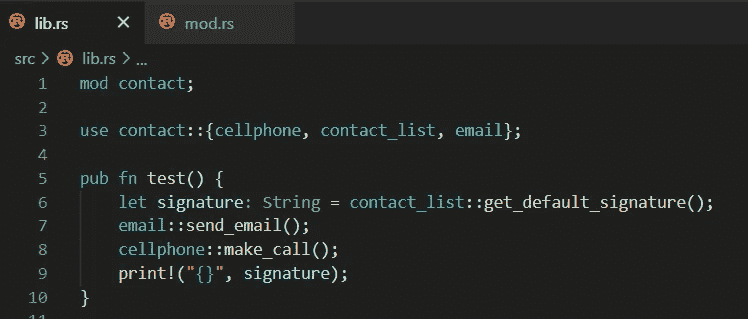 lib.rs ×
mod.rs
src > lib.rs > ...
1 mod contact;
2
3 use contact::{cellphone, contact_list, email};
4
5 pub fn test() {
6     let signature: String = contact_list::get_default_signature();
7     email::send_email();
8     cellphone::make_call();
9     print!("{}", signature);
10 }
11